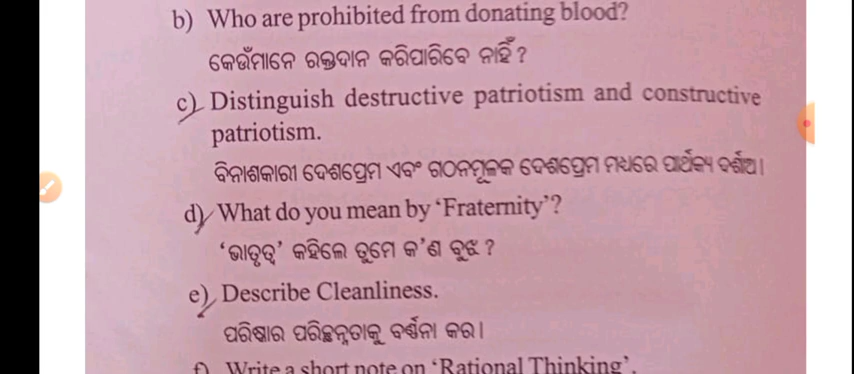 b) Who are prohibited from donating blood?
କେଉଁମାନେ ରକ୍ତଦାନ କରିପାରିବେ ନାହିଁ ?
c) Distinguish destructive patriotism and constructive
patriotism.
ବିନାଶକାରୀ ଦେଶପ୍ରେମ ଏବଂ ଗଠନମୂଳକ ଦେଶପ୍ରେମ ମଧ୍ୟରେ ପାର୍ଥକ୍ୟ ଦର୍ଶାଅ।
d) What do you mean by ‘Fraternity’?
‘ଭାତୃତ୍ୱ’ କହିଲେ ତୁମେ କ’ଣ ବୁଝ ?
e) Describe Cleanliness.
ପରିଷ୍କାର ପରିଚ୍ଛନ୍ନତାକୁ ବର୍ଣ୍ଣନା କର।
f) Write a short note on ‘Rational Thinking’.